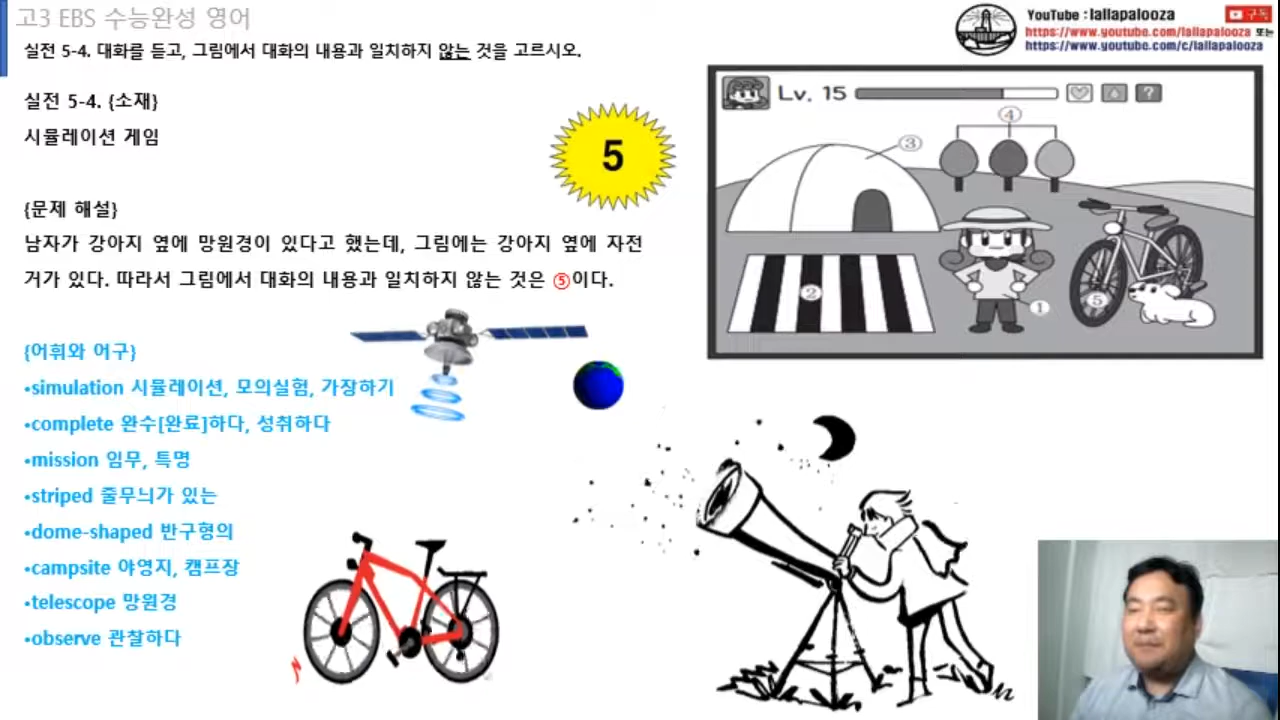 고3 EBS 수능완성 영어
YouTube : lallapalooza
구독
https://www.youtube.com/lallapalooza 또는
https://www.youtube.com/c/lallapalooza
실전 5-4. 대화를 듣고, 그림에서 대화의 내용과 일치하지 않는 것을 고르시오.
실전 5-4. {소재}
시뮬레이션 게임
5
{문제 해설}
남자가 강아지 옆에 망원경이 있다고 했는데, 그림에는 강아지 옆에 자전
거가 있다. 따라서 그림에서 대화의 내용과 일치하지 않는 것은 ⑤이다.
{어휘와 어구}
•simulation 시뮬레이션, 모의실험, 가장하기
•complete 완수[완료]하다, 성취하다
•mission 임무, 특명
•striped 줄무늬가 있는
•dome-shaped 반구형의
•campsite 야영지, 캠프장
•telescope 망원경
•observe 관찰하다
Lv. 15
?
④
③
②
①
⑤